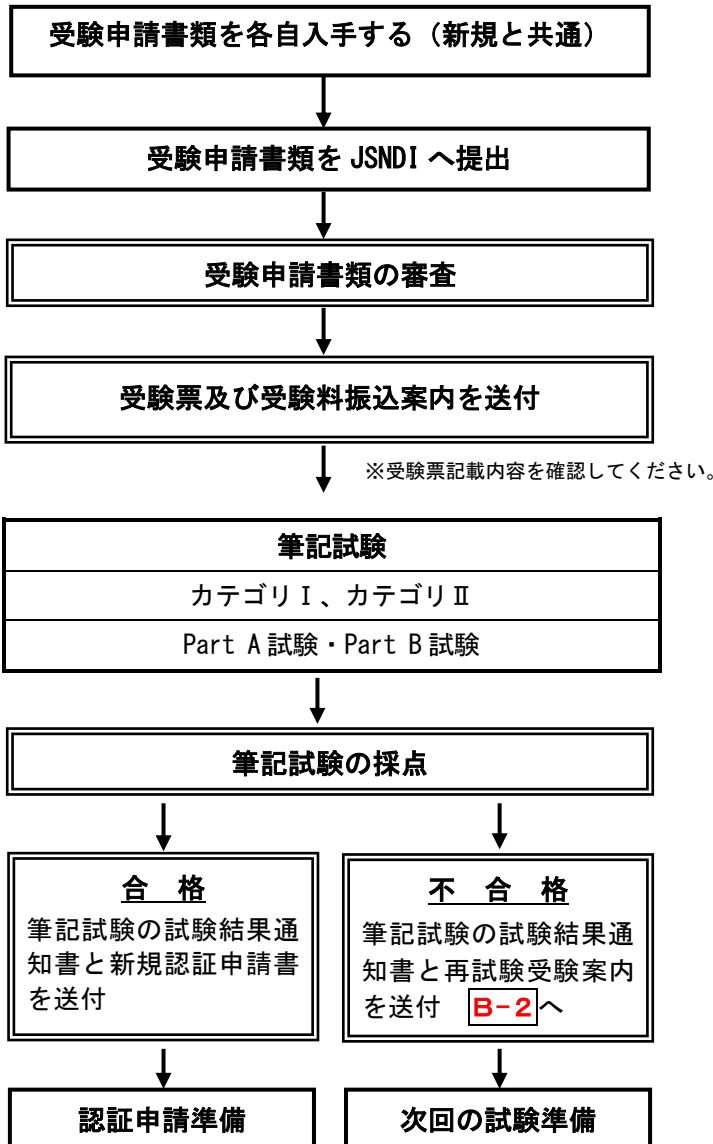 受験申請書類を各自入手する（新規と共通）
受験申請書類を JSNDI へ提出
受験申請書類の審査
受験票及び受験料振込案内を送付
※受験票記載内容を確認してください。
筆記試験
カテゴリⅠ、カテゴリⅡ
Part A 試験・Part B 試験
筆記試験の採点
合　格
筆記試験の試験結果通
知書と新規認証申請書
を送付
不　合　格
筆記試験の試験結果通
知書と再試験受験案内
を送付　B-2へ
認証申請準備
次回の試験準備